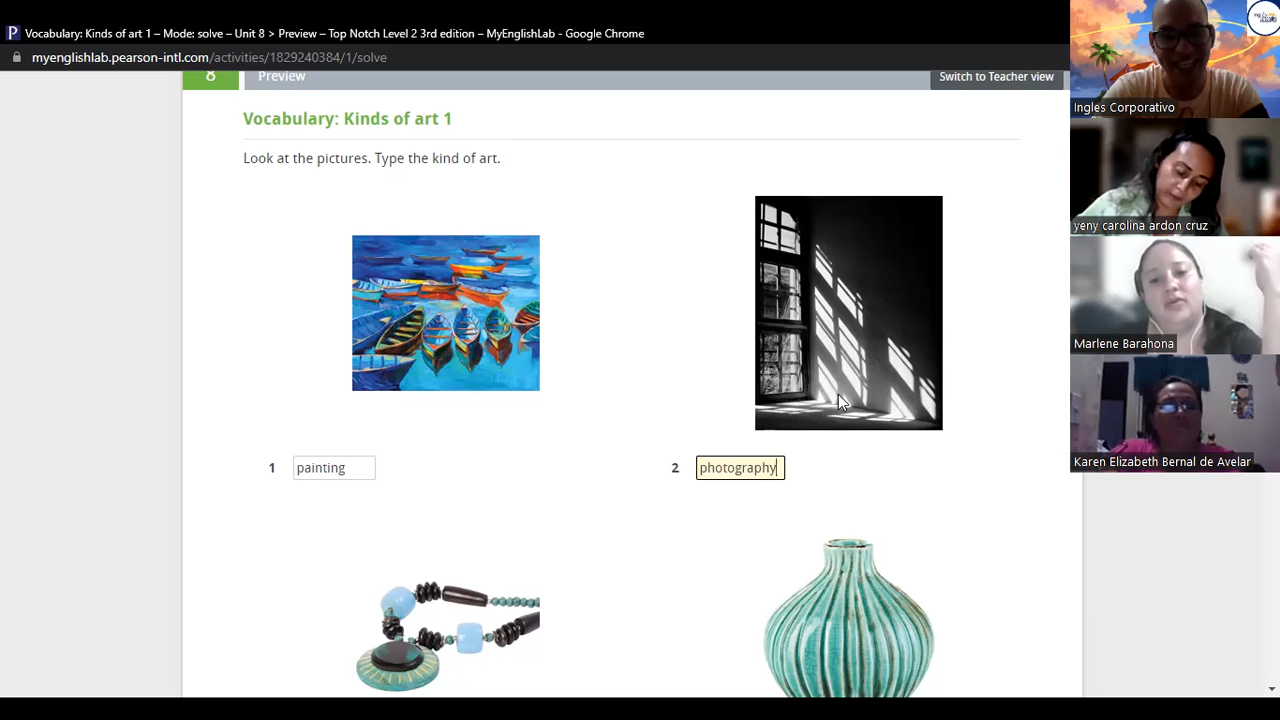 Vocabulary: Kinds of art 1 – Mode: solve – Unit 8 > Preview – Top Notch Level 2 3rd edition – MyEnglishLab - Google Chrome
myenglishlab.pearson-intl.com/activities/1829240384/1/solve
8 Preview Switch to Teacher view
Vocabulary: Kinds of art 1
Look at the pictures. Type the kind of art.
1 painting
2 photography
Ingles Corporativo
yeny carolina ardon cruz
Marlene Barahona
Karen Elizabeth Bernal de Avelar